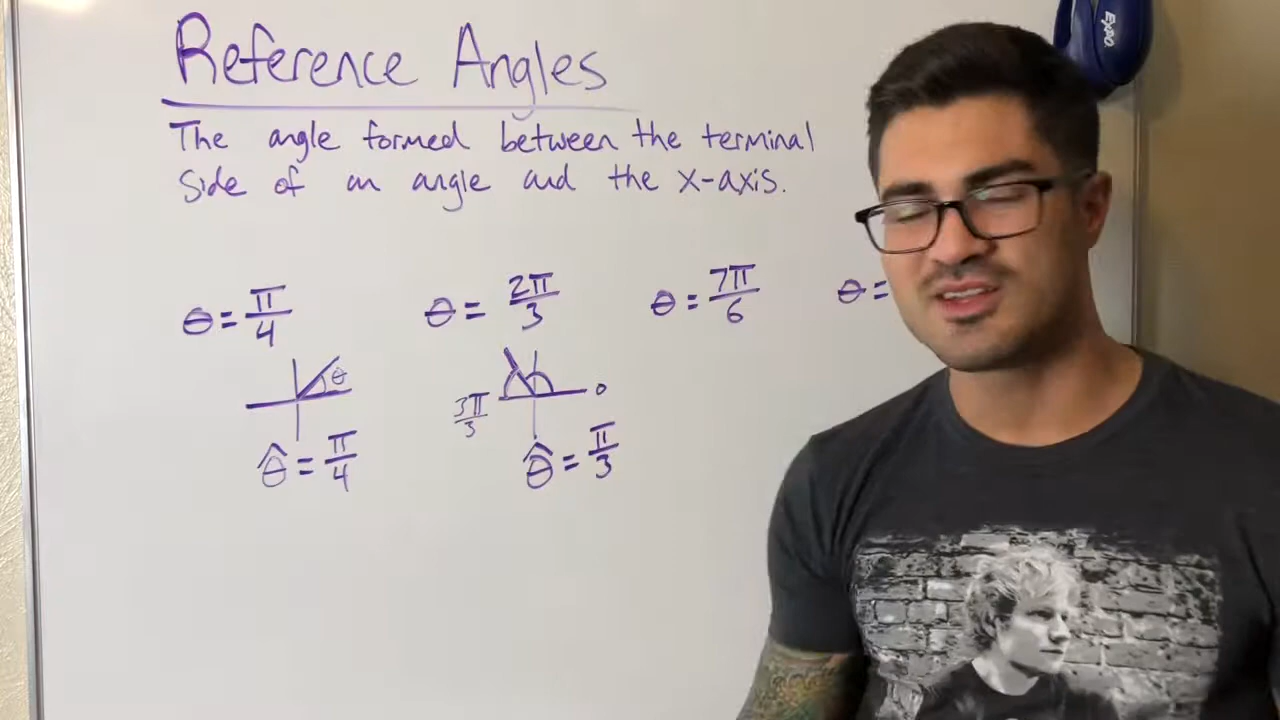 EXPO
Reference Angles
The angle formed between the terminal
side of an angle and the x-axis.
θ = π/4
θ = 2π/3
θ = 7π/6
θ =
θ
3π/3
0
θ̂ = π/4
θ̂ = π/3